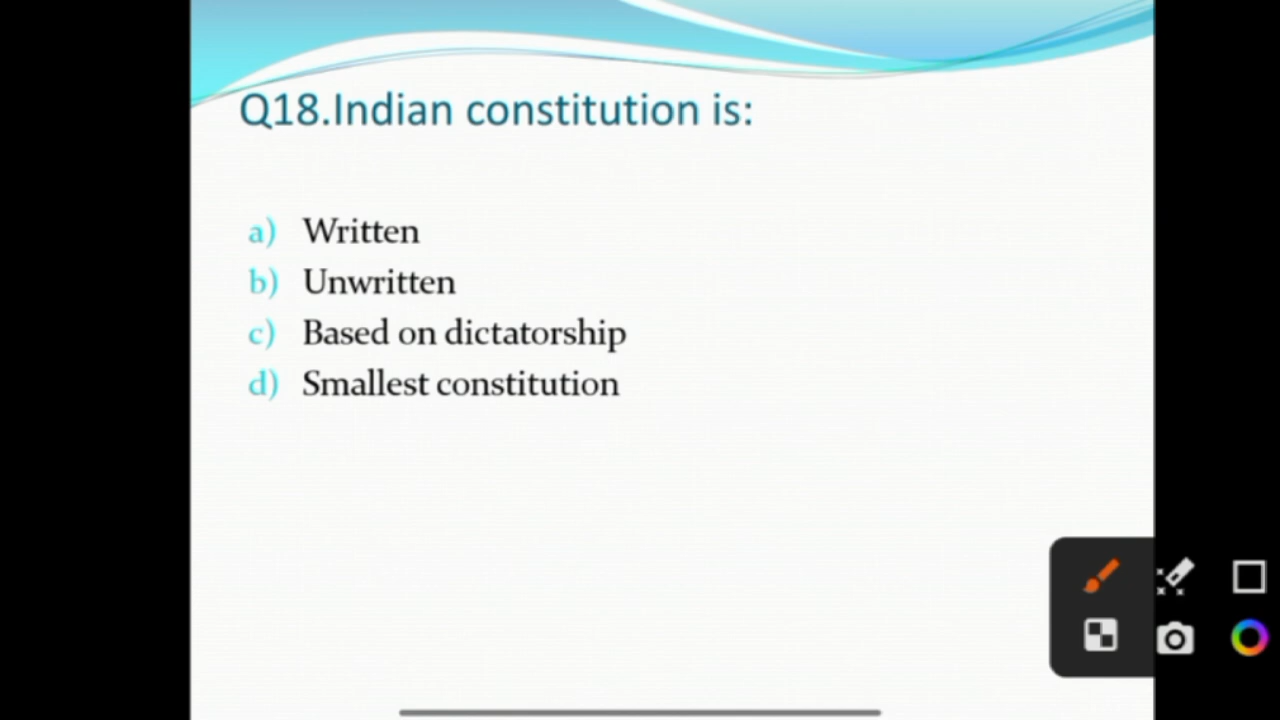 Q18.Indian constitution is:
a) Written
b) Unwritten
c) Based on dictatorship
d) Smallest constitution